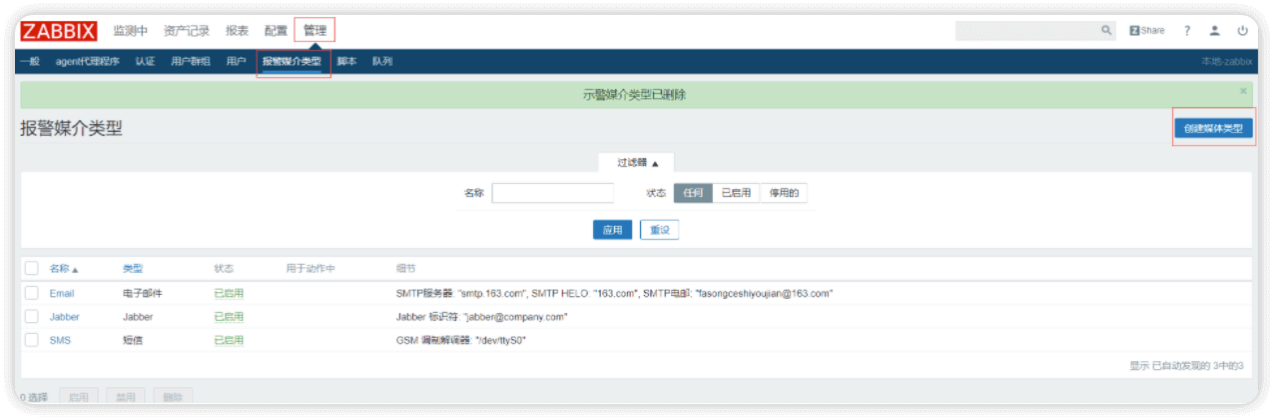 ZABBIX 监测中 资产记录 报表 配置 管理 Share ?
一般 agent代理程序 认证 用户群组 用户 报警媒介类型 脚本 队列 本地-zabbix
示警媒介类型已删除 ×
报警媒介类型 创建媒体类型
过滤器 ▲
名称 状态 任何 已启用 停用的
应用 重设
名称 ▲ 类型 状态 用于动作中 细节
Email 电子邮件 已启用 SMTP服务器: "smtp.163.com", SMTP HELO: "163.com", SMTP电邮: "fasongceshiyoujian@163.com"
Jabber Jabber 已启用 Jabber 标识符: "jabber@company.com"
SMS 短信 已启用 GSM 调制解调器: "/dev/ttyS0"
显示 已自动发现的 3中的3
0 选择 启用 禁用 删除